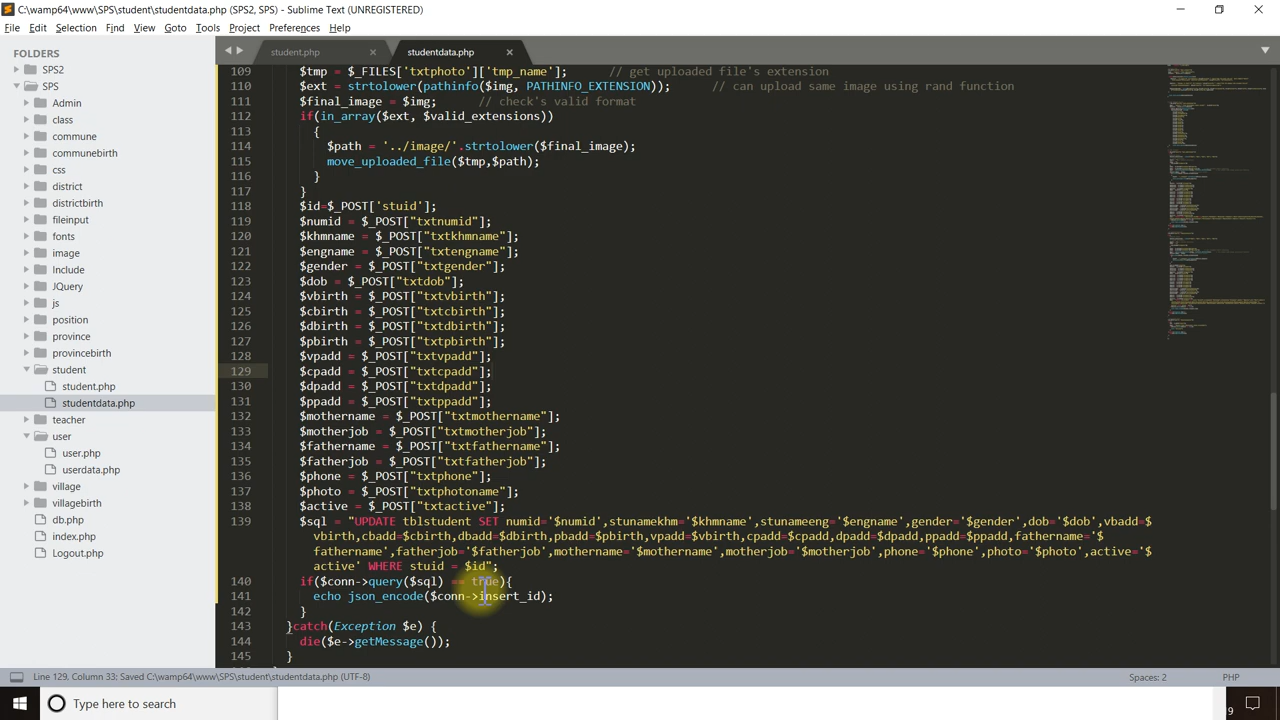 C:\wamp64\www\SPS\student\studentdata.php (SPS2, SPS) - Sublime Text (UNREGISTERED)
File Edit Selection Find View Goto Tools Project Preferences Help
FOLDERS
SPS2
SPS
Admin
class
commune
communebirth
css
district
districtbirth
fileinput
fonts
image
Include
JQuery
js
position
province
provincebirth
student
student.php
studentdata.php
teacher
user
user.php
userdata.php
village
villagebirth
db.php
index.php
Logout.php
student.php studentdata.php
109 $tmp = $_FILES['txtphoto']['tmp_name']; // get uploaded file's extension
110 $ext = strtolower(pathinfo($img, PATHINFO_EXTENSION)); // can upload same image using rand function
111 $final_image = $img; // check's valid format
112 if(in_array($ext, $valid_extensions))
113 {
114 $path = '../image/'.strtolower($final_image);
115 move_uploaded_file($tmp,$path);
116 }
117 }
118 $id=$_POST['stuid'];
119 $numid = $_POST["txtnumid"];
120 $khmname = $_POST["txtkhmname"];
121 $engname = $_POST["txtengname"];
122 $gender = $_POST["txtgender"];
123 $dob = $_POST["txtdob"];
124 $vbirth = $_POST["txtvbirth"];
125 $cbirth = $_POST["txtcbirth"];
126 $dbirth = $_POST["txtdbirth"];
127 $pbirth = $_POST["txtpbirth"];
128 $vpadd = $_POST["txtvpadd"];
129 $cpadd = $_POST["txtcpadd"];
130 $dpadd = $_POST["txtdpadd"];
131 $ppadd = $_POST["txtppadd"];
132 $mothername = $_POST["txtmothername"];
133 $motherjob = $_POST["txtmotherjob"];
134 $fathername = $_POST["txtfathername"];
135 $fatherjob = $_POST["txtfatherjob"];
136 $phone = $_POST["txtphone"];
137 $photo = $_POST["txtphotoname"];
138 $active = $_POST["txtactive"];
139 $sql = "UPDATE tblstudent SET numid='$numid',stunamekhm='$khmname',stunameeng='$engname',gender='$gender',dob='$dob',vbadd=$
vbirth,cbadd=$cbirth,dbadd=$dbirth,pbadd=$pbirth,vpadd=$vbirth,cpadd=$cpadd,dpadd=$dpadd,ppadd=$ppadd,fathername='$
fathername',fatherjob='$fatherjob',mothername='$mothername',motherjob='$motherjob',phone='$phone',photo='$photo',active='$
active' WHERE stuid = $id";
140 if($conn->query($sql) == true){
141 echo json_encode($conn->insert_id);
142 }
143 }catch(Exception $e) {
144 die($e->getMessage());
145 }
Line 129, Column 33; Saved C:\wamp64\www\SPS\student\studentdata.php (UTF-8) Spaces: 2 PHP
Type here to search 9